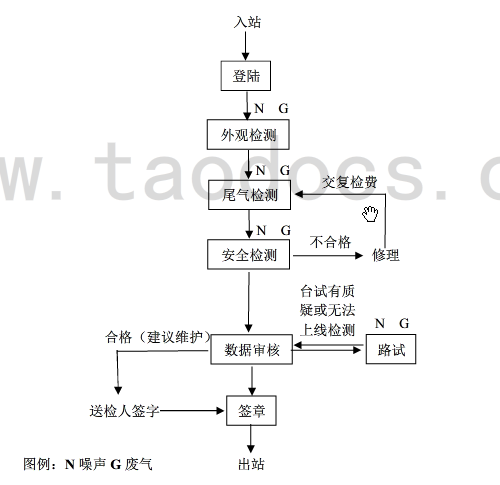 入站
登陆
N G
外观检测
N G
w.taodocs.c
交复检费
尾气检测
N G
不合格
安全检测
修理
台试有质
疑或无法
上线检测
N G
合格（建议维护）
数据审核
路试
送检人签字
签章
图例：N 噪声 G 废气
出站